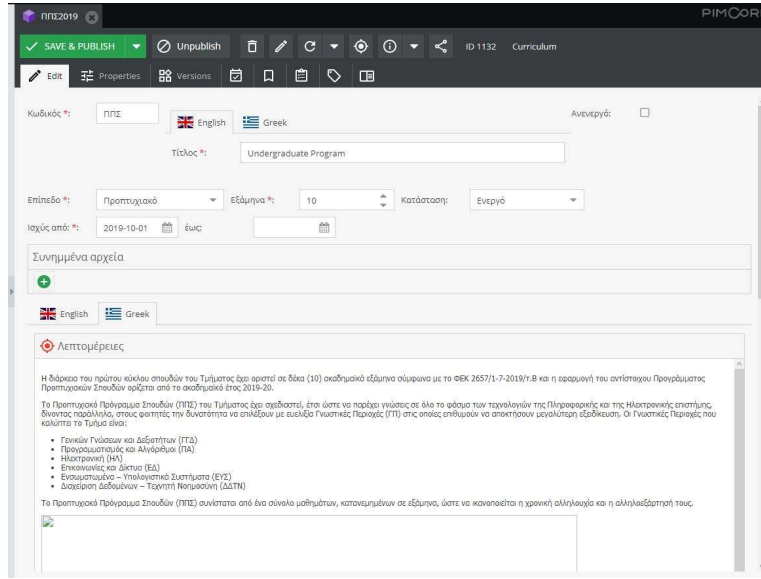 ΠΠΣ2019
PIMCOR
SAVE & PUBLISH Unpublish ID 1132 Curriculum
Edit Properties Versions
Κωδικός *: ΠΠΣ English Greek Ανενεργό:
Τίτλος *: Undergraduate Program
Επίπεδο *: Προπτυχιακό Εξάμηνα *: 10 Κατάσταση: Ενεργό
Ισχύς από: *: 2019-10-01 έως:
Συνημμένα αρχεία
English Greek
Λεπτομέρειες
Η διάρκεια του πρώτου κύκλου σπουδών του Τμήματος έχει οριστεί σε δέκα (10) ακαδημαϊκά εξάμηνα σύμφωνα με το ΦΕΚ 2657/1-7-2019/τ.Β και η εφαρμογή του αντίστοιχου Προγράμματος
Προπτυχιακών Σπουδών ορίζεται από το ακαδημαϊκό έτος 2019-20.
Το Προπτυχιακό Πρόγραμμα Σπουδών (ΠΠΣ) του Τμήματος έχει σχεδιαστεί, έτσι ώστε να παρέχει γνώσεις σε όλο το φάσμα των τεχνολογιών της Πληροφορικής και της Ηλεκτρονικής επιστήμης,
δίνοντας παράλληλα, στους φοιτητές την δυνατότητα να επιλέξουν με ευελιξία Γνωστικές Περιοχές (ΓΠ) στις οποίες επιθυμούν να αποκτήσουν μεγαλύτερη εξειδίκευση. Οι Γνωστικές Περιοχές που
καλύπτει το Τμήμα είναι:
• Γενικών Γνώσεων και Δεξιοτήτων (ΓΓΔ)
• Προγραμματισμός και Αλγόριθμοι (ΠΑ)
• Ηλεκτρονική (ΗΛ)
• Επικοινωνίες και Δίκτυα (ΕΔ)
• Ενσωματωμένα – Υπολογιστικά Συστήματα (ΕΥΣ)
• Διαχείριση Δεδομένων – Τεχνητή Νοημοσύνη (ΔΔΤΝ)
Το Προπτυχιακό Πρόγραμμα Σπουδών (ΠΠΣ) συνίσταται από ένα σύνολο μαθημάτων, κατανεμημένων σε εξάμηνα, ώστε να ικανοποιείται η χρονική αλληλουχία και η αλληλοεξάρτησή τους.